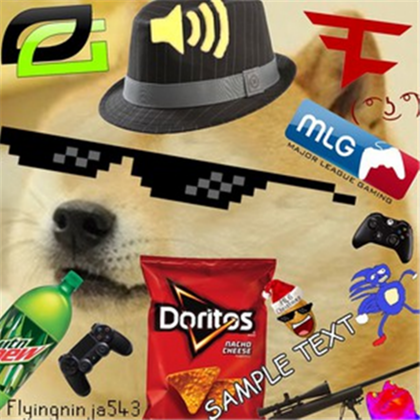 MLG
MAJOR LEAGUE GAMING
Doritos
NACHO
CHEESE
SAMPLE TEXT
Flyingninja543